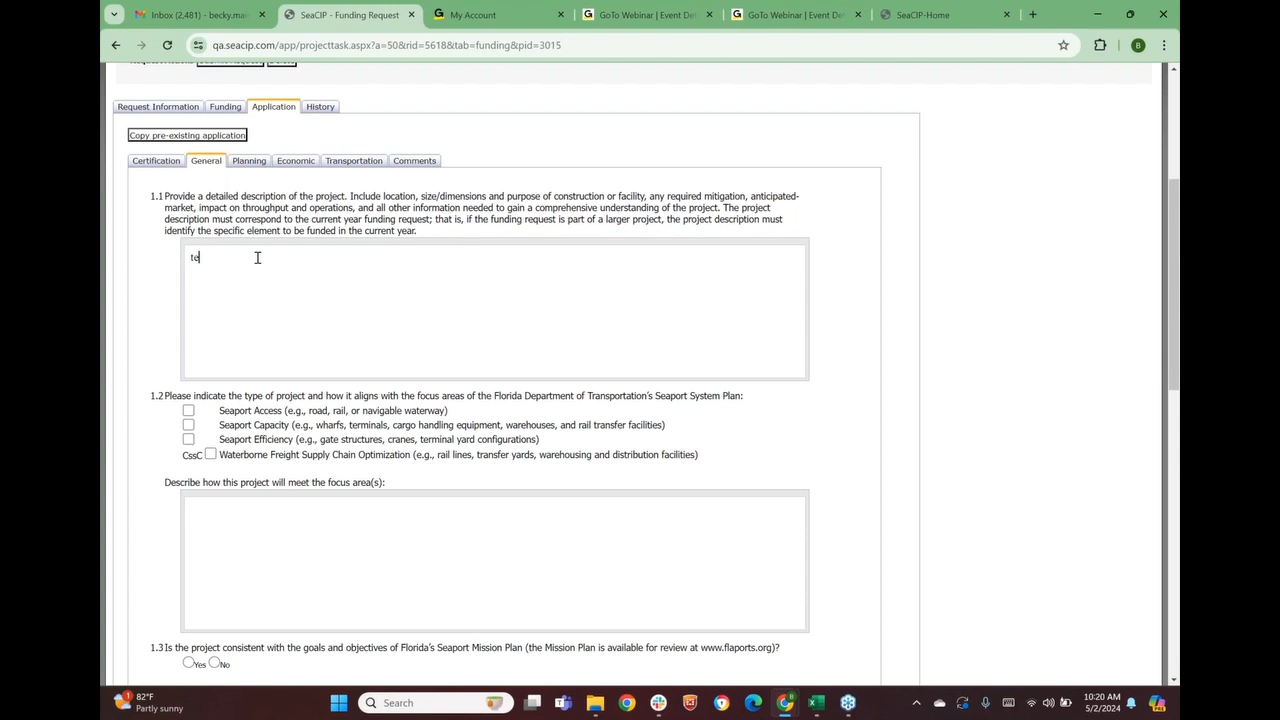 Inbox (2,481) - becky.mai
SeaCIP - Funding Request
My Account
GoTo Webinar | Event De
GoTo Webinar | Event De
SeaCIP-Home
qa.seacip.com/app/projecttask.aspx?a=50&rid=5618&tab=funding&pid=3015
B
Request Information
Funding
Application
History
Copy pre-existing application
Certification
General
Planning
Economic
Transportation
Comments
1.1 Provide a detailed description of the project. Include location, size/dimensions and purpose of construction or facility, any required mitigation, anticipated-
market, impact on throughput and operations, and all other information needed to gain a comprehensive understanding of the project. The project
description must correspond to the current year funding request; that is, if the funding request is part of a larger project, the project description must
identify the specific element to be funded in the current year.
te
1.2 Please indicate the type of project and how it aligns with the focus areas of the Florida Department of Transportation's Seaport System Plan:
Seaport Access (e.g., road, rail, or navigable waterway)
Seaport Capacity (e.g., wharfs, terminals, cargo handling equipment, warehouses, and rail transfer facilities)
Seaport Efficiency (e.g., gate structures, cranes, terminal yard configurations)
CssC Waterborne Freight Supply Chain Optimization (e.g., rail lines, transfer yards, warehousing and distribution facilities)
Describe how this project will meet the focus area(s):
1.3 Is the project consistent with the goals and objectives of Florida's Seaport Mission Plan (the Mission Plan is available for review at www.flaports.org)?
Yes No
1
82°F
Partly sunny
Search
10:20 AM
5/2/2024